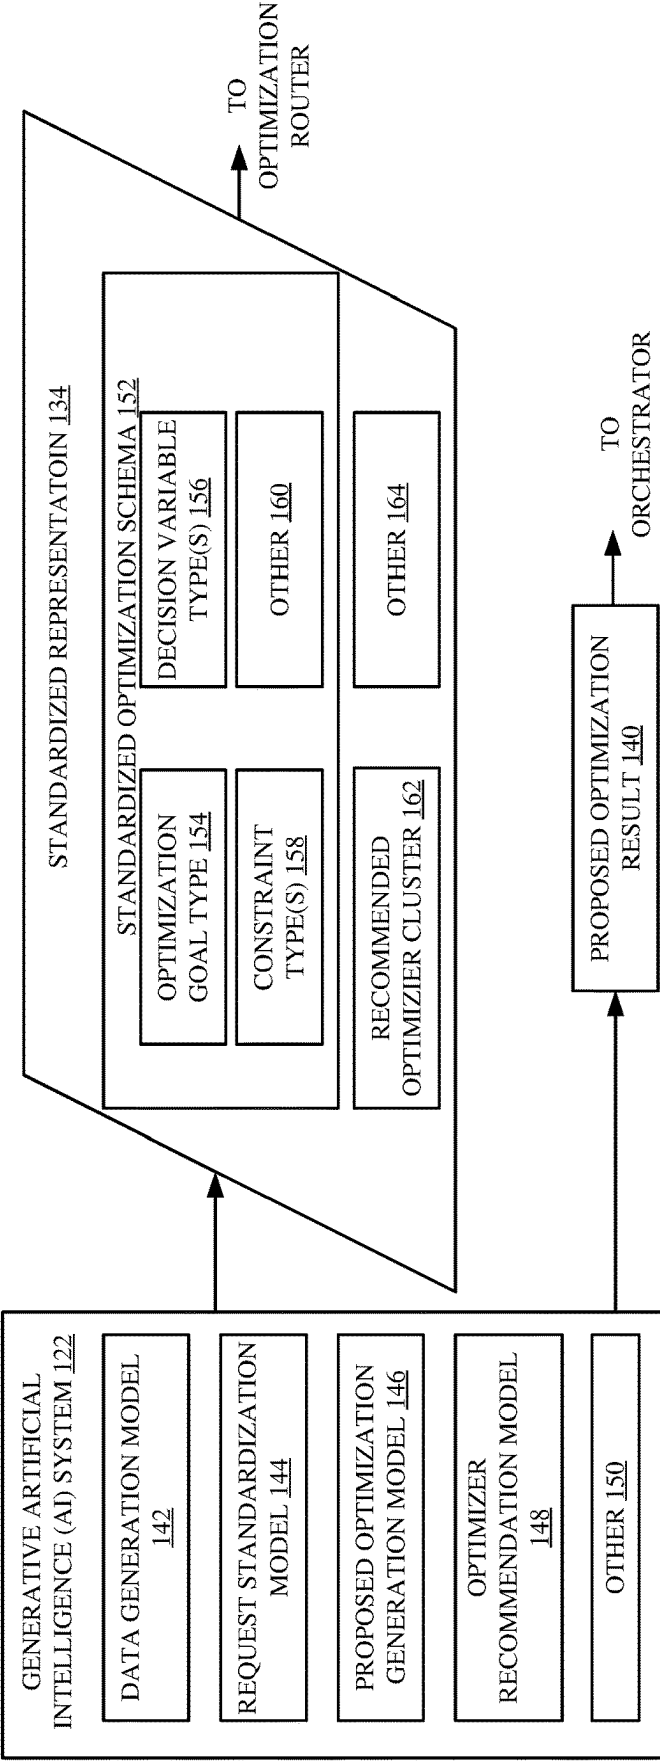 GENERATIVE ARTIFICIAL
INTELLIGENCE (AI) SYSTEM 122
DATA GENERATION MODEL
142
REQUEST STANDARDIZATION
MODEL 144
PROPOSED OPTIMIZATION
GENERATION MODEL 146
OPTIMIZER
RECOMMENDATION MODEL
148
OTHER 150
STANDARDIZED REPRESENTATOIN 134
STANDARDIZED OPTIMIZATION SCHEMA 152
OPTIMIZATION
GOAL TYPE 154
DECISION VARIABLE
TYPE(S) 156
CONSTRAINT
TYPE(S) 158
OTHER 160
RECOMMENDED
OPTIMIZIER CLUSTER 162
OTHER 164
TO
OPTIMIZATION
ROUTER
PROPOSED OPTIMIZATION
RESULT 140
TO
ORCHESTRATOR